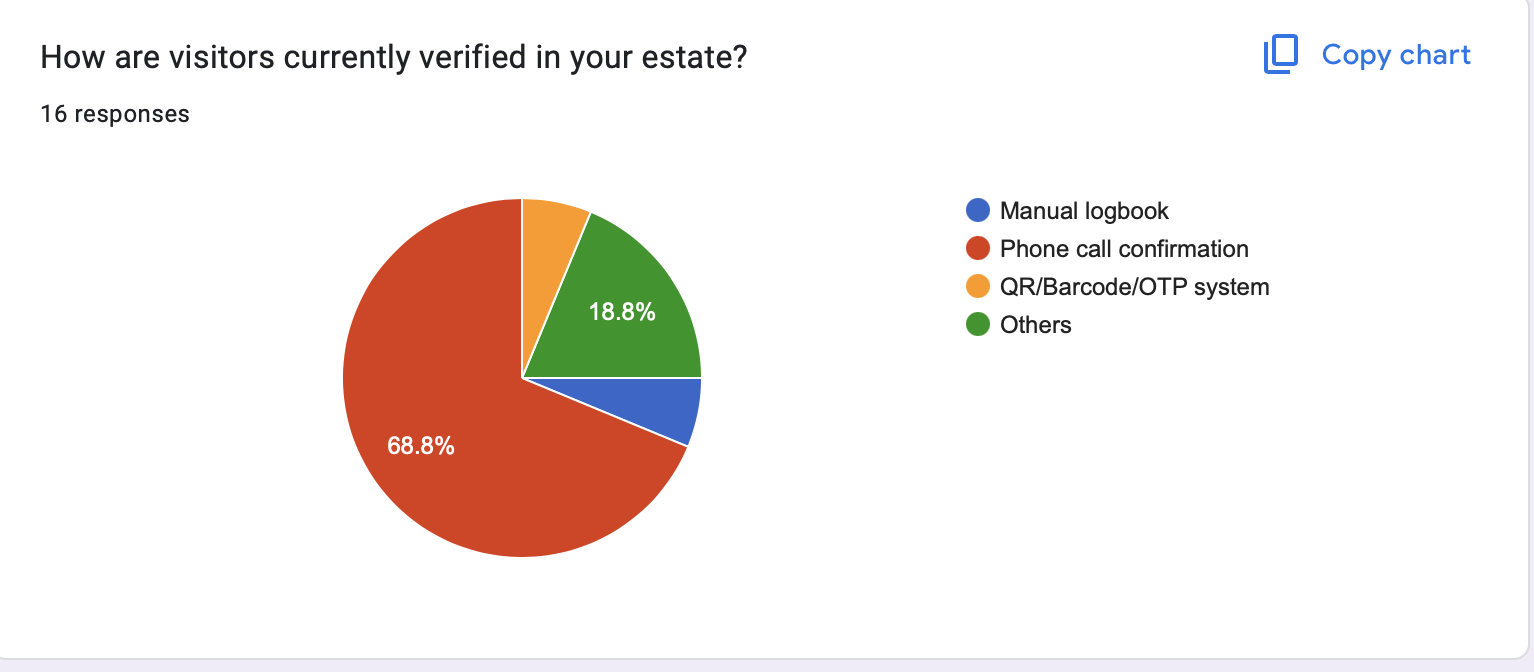 How are visitors currently verified in your estate?
Copy chart
16 responses
Manual logbook
Phone call confirmation
QR/Barcode/OTP system
Others
18.8%
68.8%